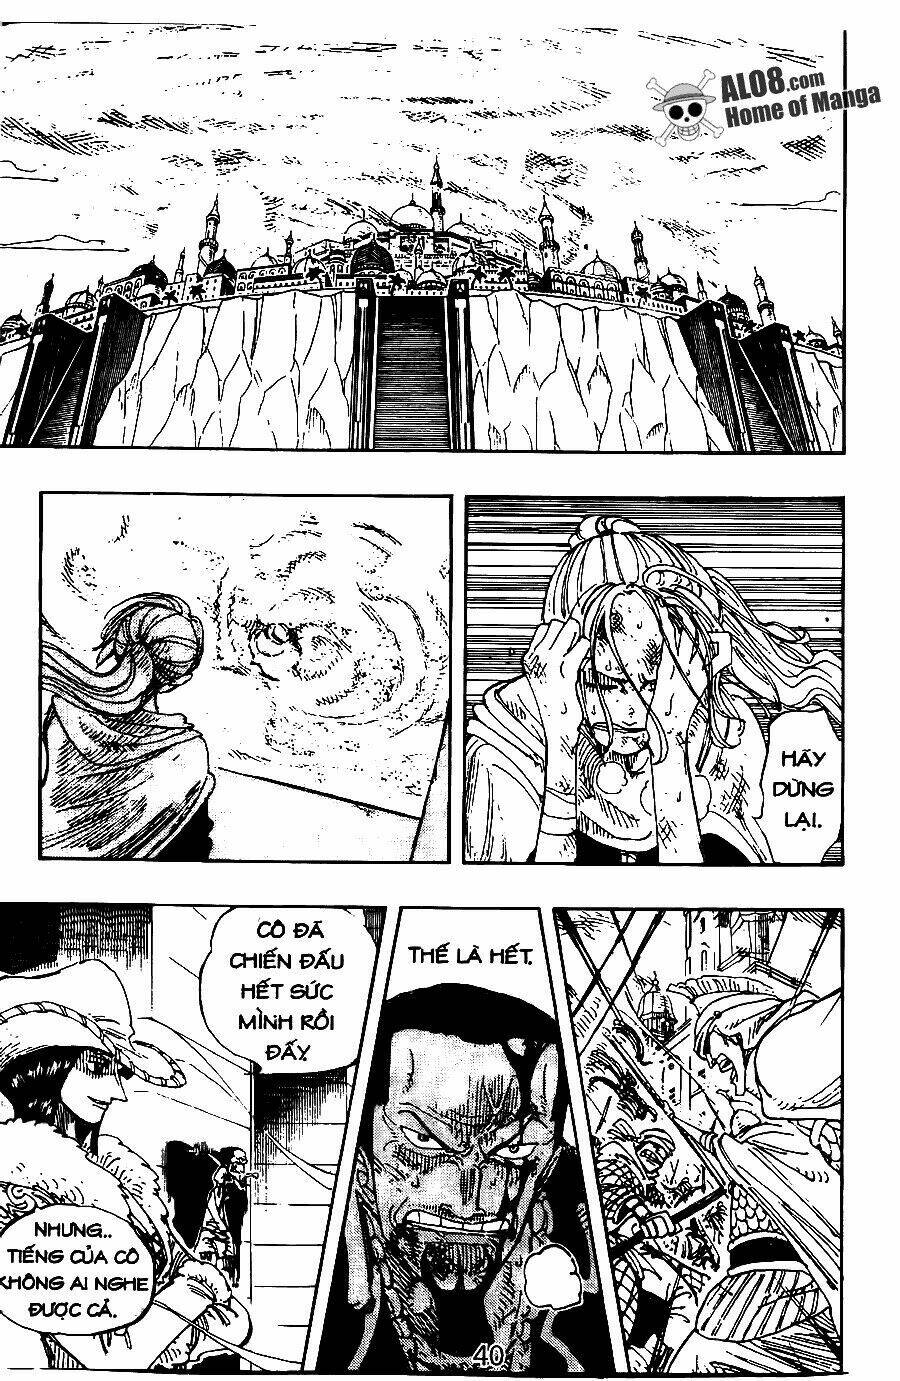 ALO8.com
Home of Manga
HÃY
DỪNG
LẠI.
THẾ LÀ HẾT.
CÔ ĐÃ
CHIẾN ĐẤU
HẾT SỨC
MÌNH RỒI
ĐẤY.
NHƯNG..
TIẾNG CỦA CÔ
KHÔNG AI NGHE
ĐƯỢC CẢ.
40